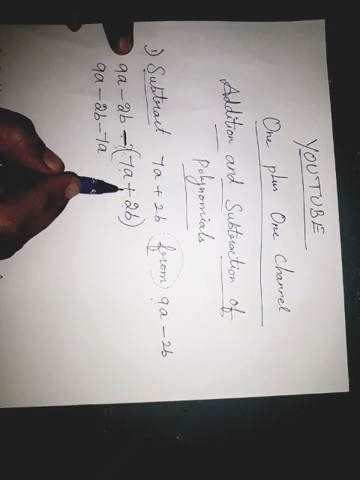 YOUTUBE
One plus One Channel
Addition and Subtraction of
Polynomials
1) Subtract 7a + 2b from 9a - 2b
9a - 2b - (7a + 2b)
9a - 2b - 7a